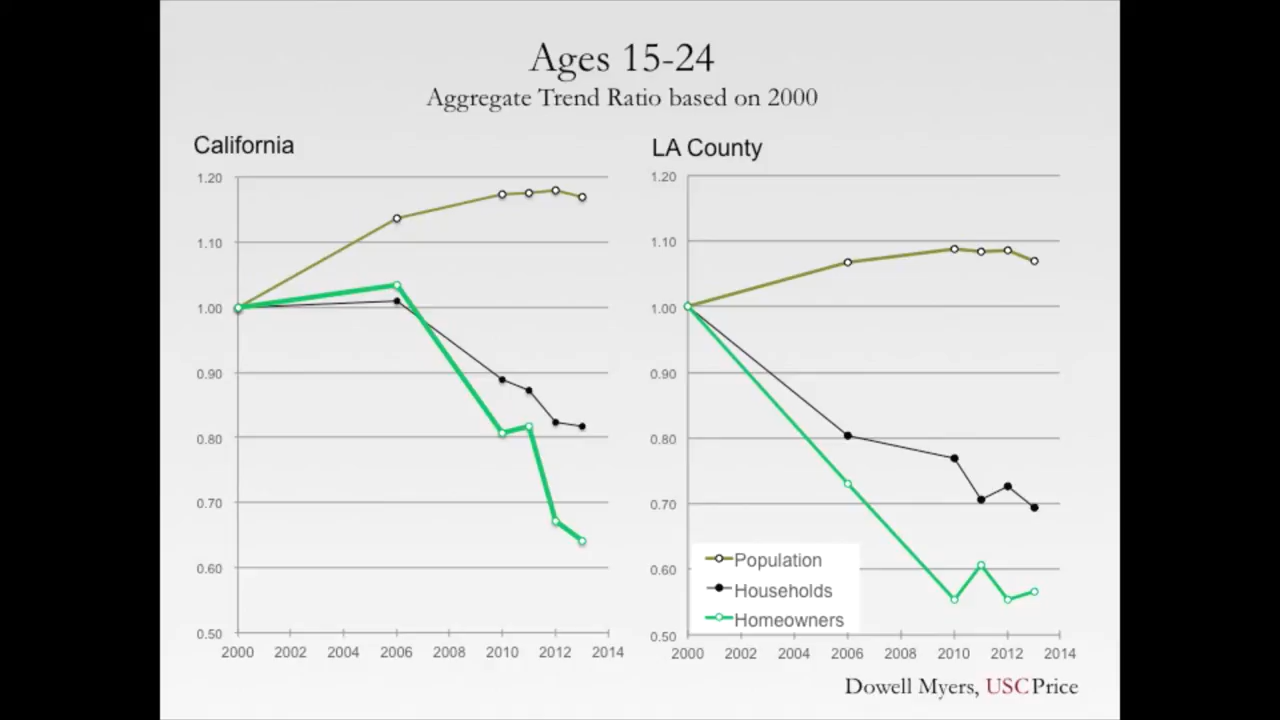 Ages 15-24
Aggregate Trend Ratio based on 2000
California
1.20
1.10
1.00
0.90
0.80
0.70
0.60
0.50
2000 2002 2004 2006 2008 2010 2012 2014
LA County
1.20
1.10
1.00
0.90
0.80
0.70
0.60
0.50
2000 2002 2004 2006 2008 2010 2012 2014
Population
Households
Homeowners
Dowell Myers, USC Price